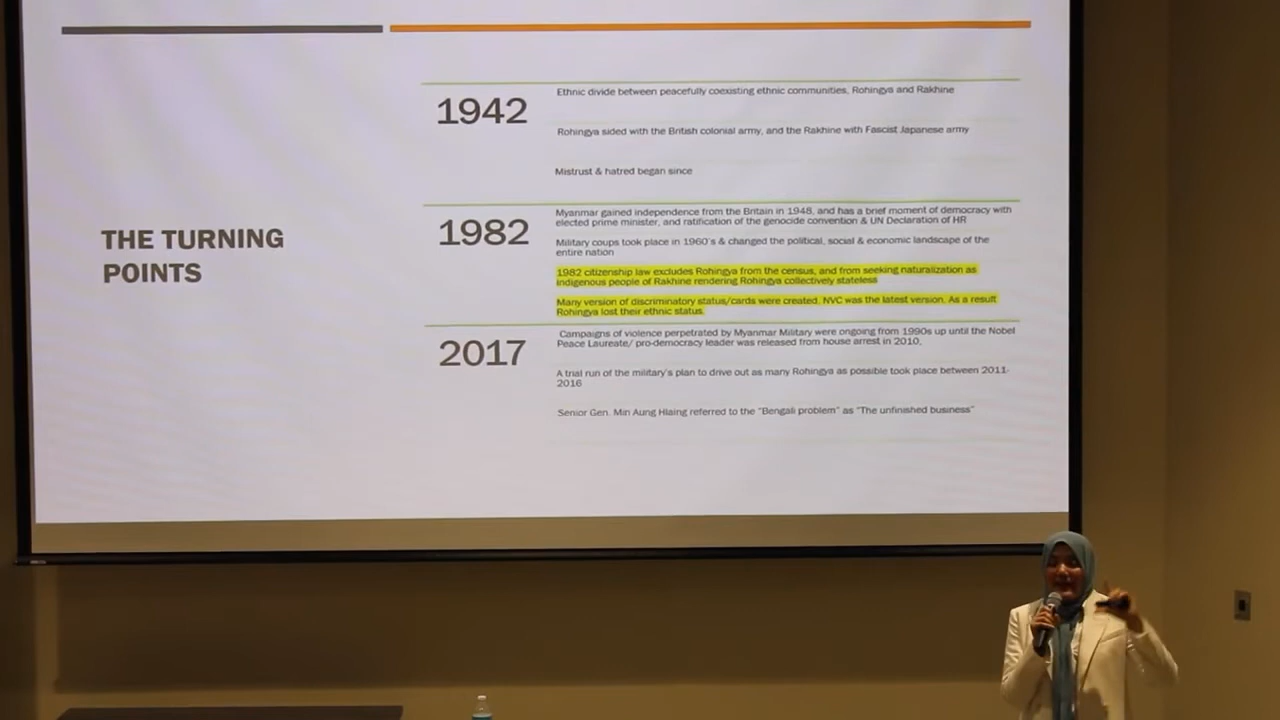 THE TURNING
POINTS
1942
Ethnic divide between peacefully coexisting ethnic communities, Rohingya and Rakhine
Rohingya sided with the British colonial army, and the Rakhine with Fascist Japanese army
Mistrust & hatred began since
1982
Myanmar gained independence from the Britain in 1948, and has a brief moment of democracy with
elected prime minister, and ratification of the genocide convention & UN Declaration of HR
Military coups took place in 1960's & changed the political, social & economic landscape of the
entire nation
1982 citizenship law excludes Rohingya from the census, and from seeking naturalization as
indigenous people of Rakhine rendering Rohingya collectively stateless
Many version of discriminatory status/cards were created. NVC was the latest version. As a result
Rohingya lost their ethnic status.
2017
Campaigns of violence perpetrated by Myanmar Military were ongoing from 1990s up until the Nobel
Peace Laureate/ pro-democracy leader was released from house arrest in 2010.
A trial run of the military's plan to drive out as many Rohingya as possible took place between 2011-
2016
Senior Gen. Min Aung Hlaing referred to the "Bengali problem" as "The unfinished business"